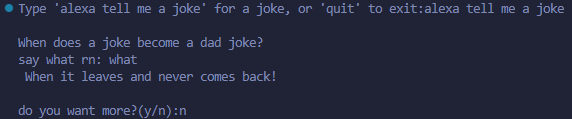 Type 'alexa tell me a joke' for a joke, or 'quit' to exit:alexa tell me a joke
When does a joke become a dad joke?
say what rn: what
When it leaves and never comes back!
do you want more?(y/n):n